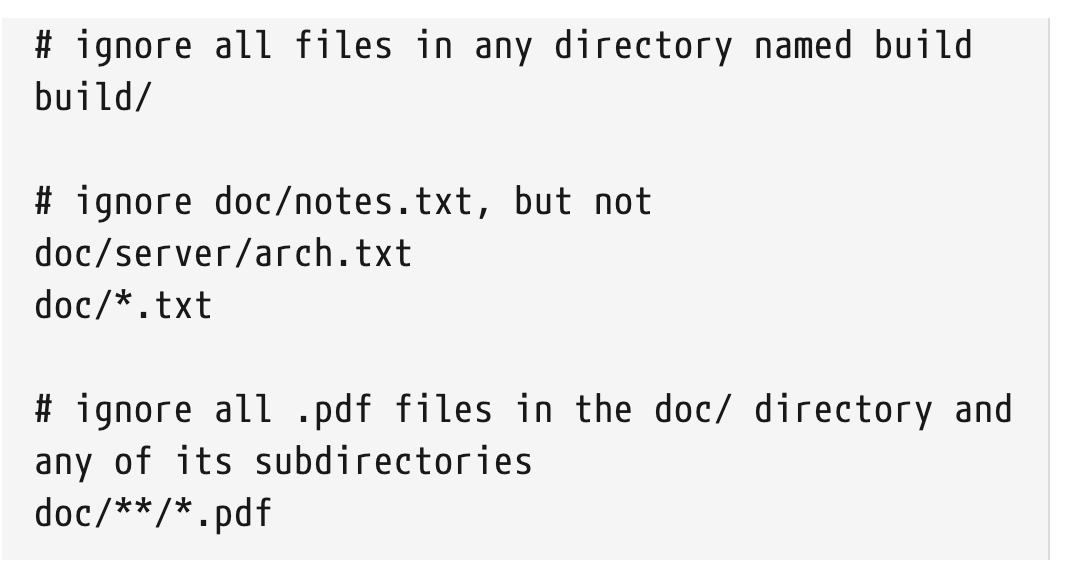 # ignore all files in any directory named build
build/

# ignore doc/notes.txt, but not
doc/server/arch.txt
doc/*.txt

# ignore all .pdf files in the doc/ directory and
any of its subdirectories
doc/**/*.pdf